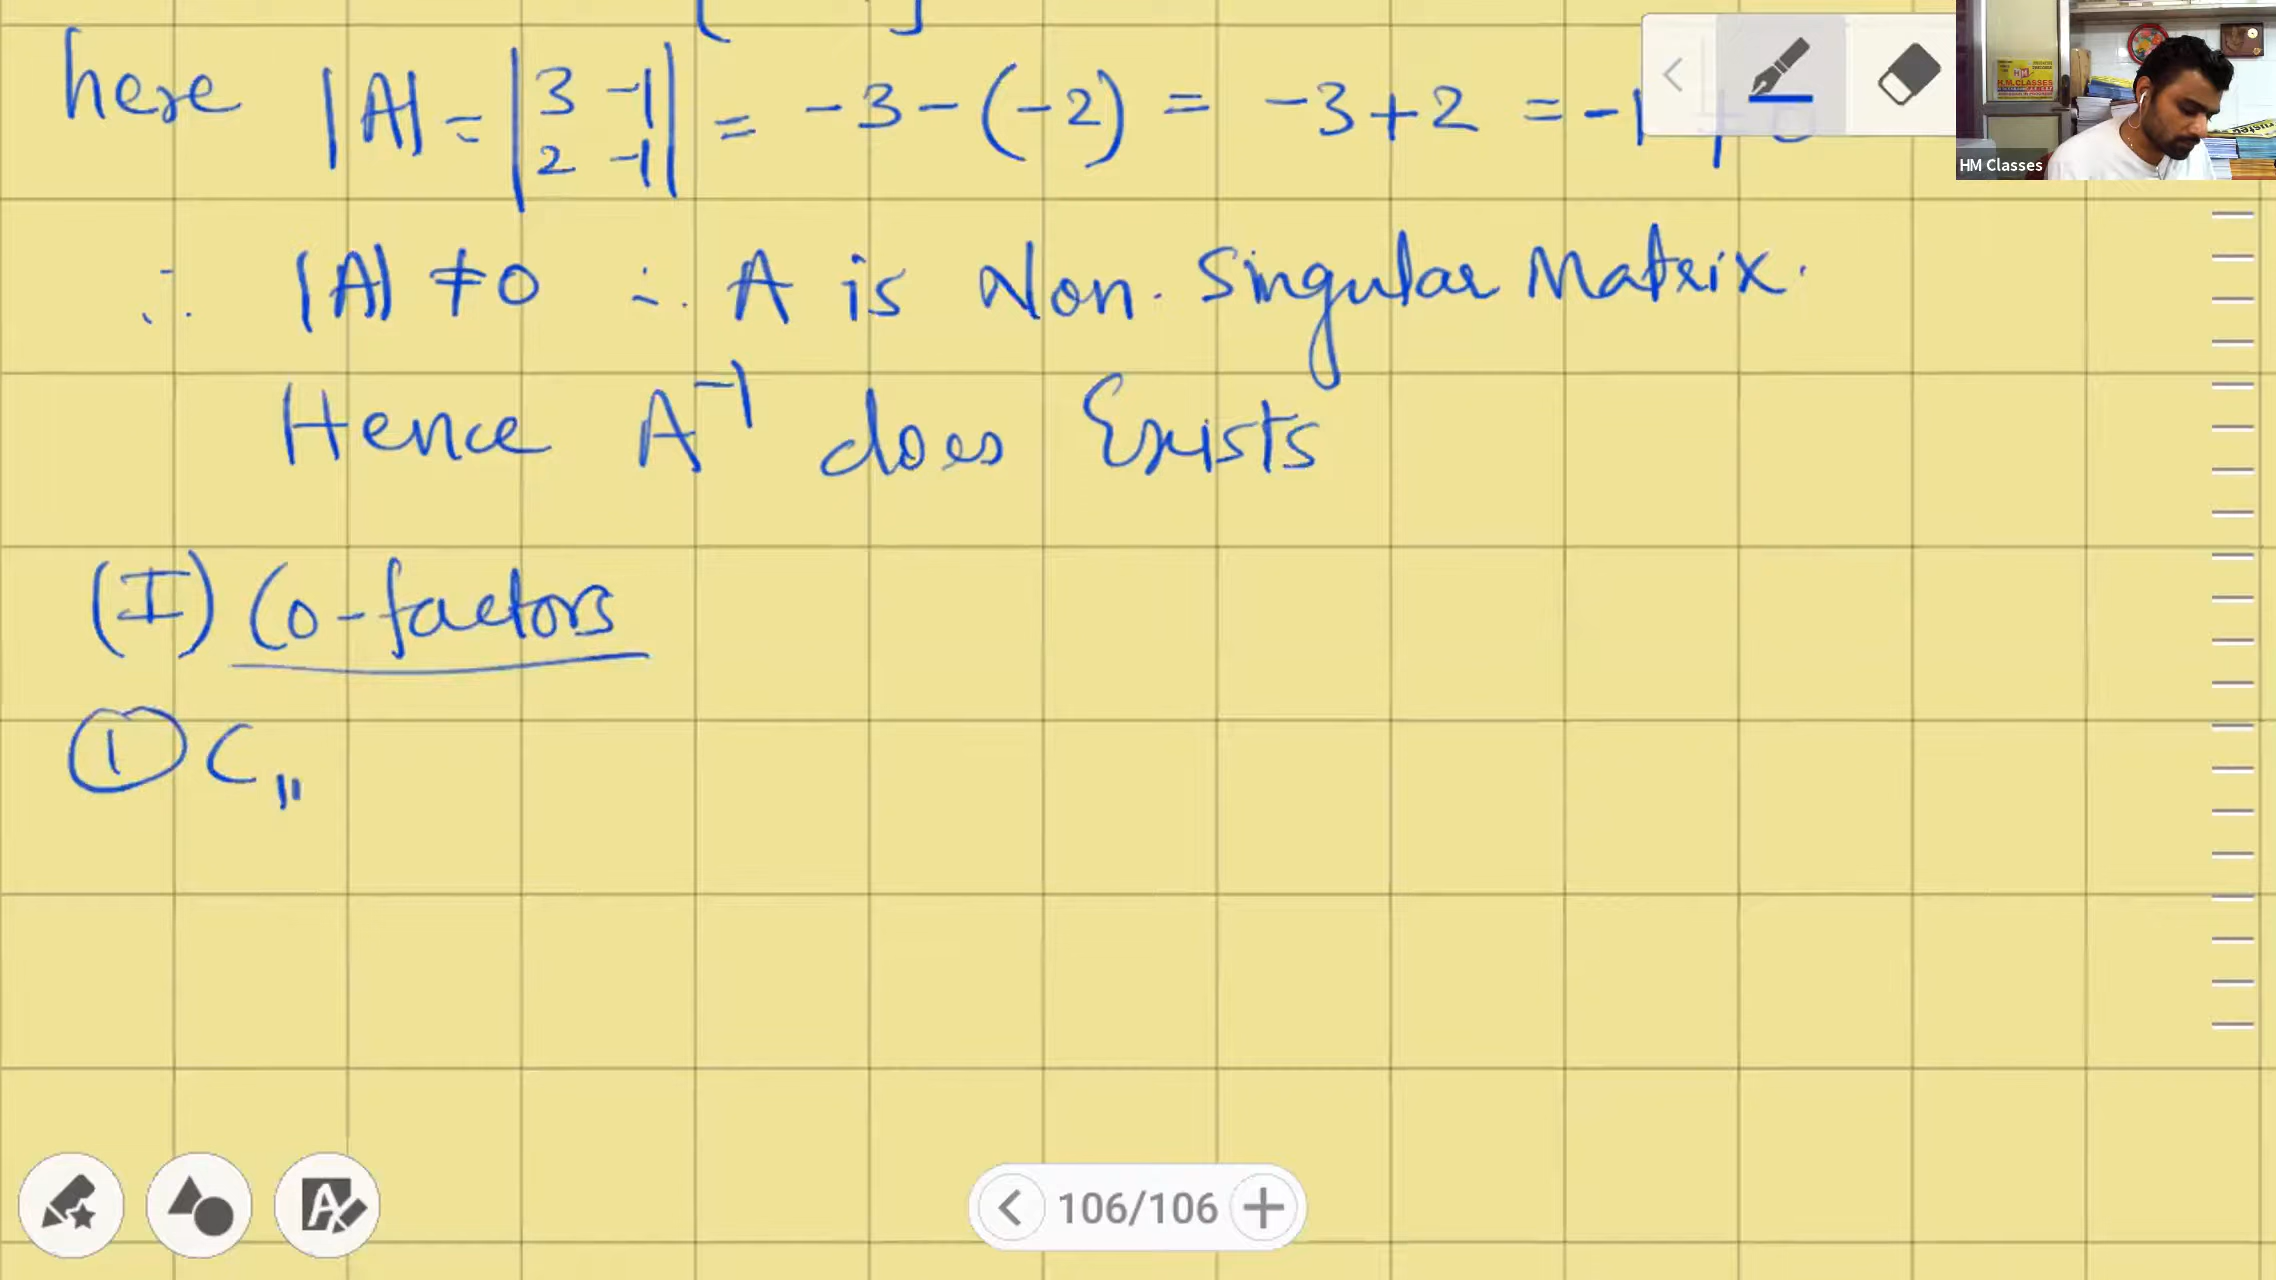 here |A| = |3 -1| = -3 - (-2) = -3 + 2 = -1 ≠ 0
|2 -1|
∴ |A| ≠ 0 ∴ A is Non. Singular Matrix.
Hence A⁻¹ does Exists
(I) Co-factors
① C₁₁
HM Classes
106/106